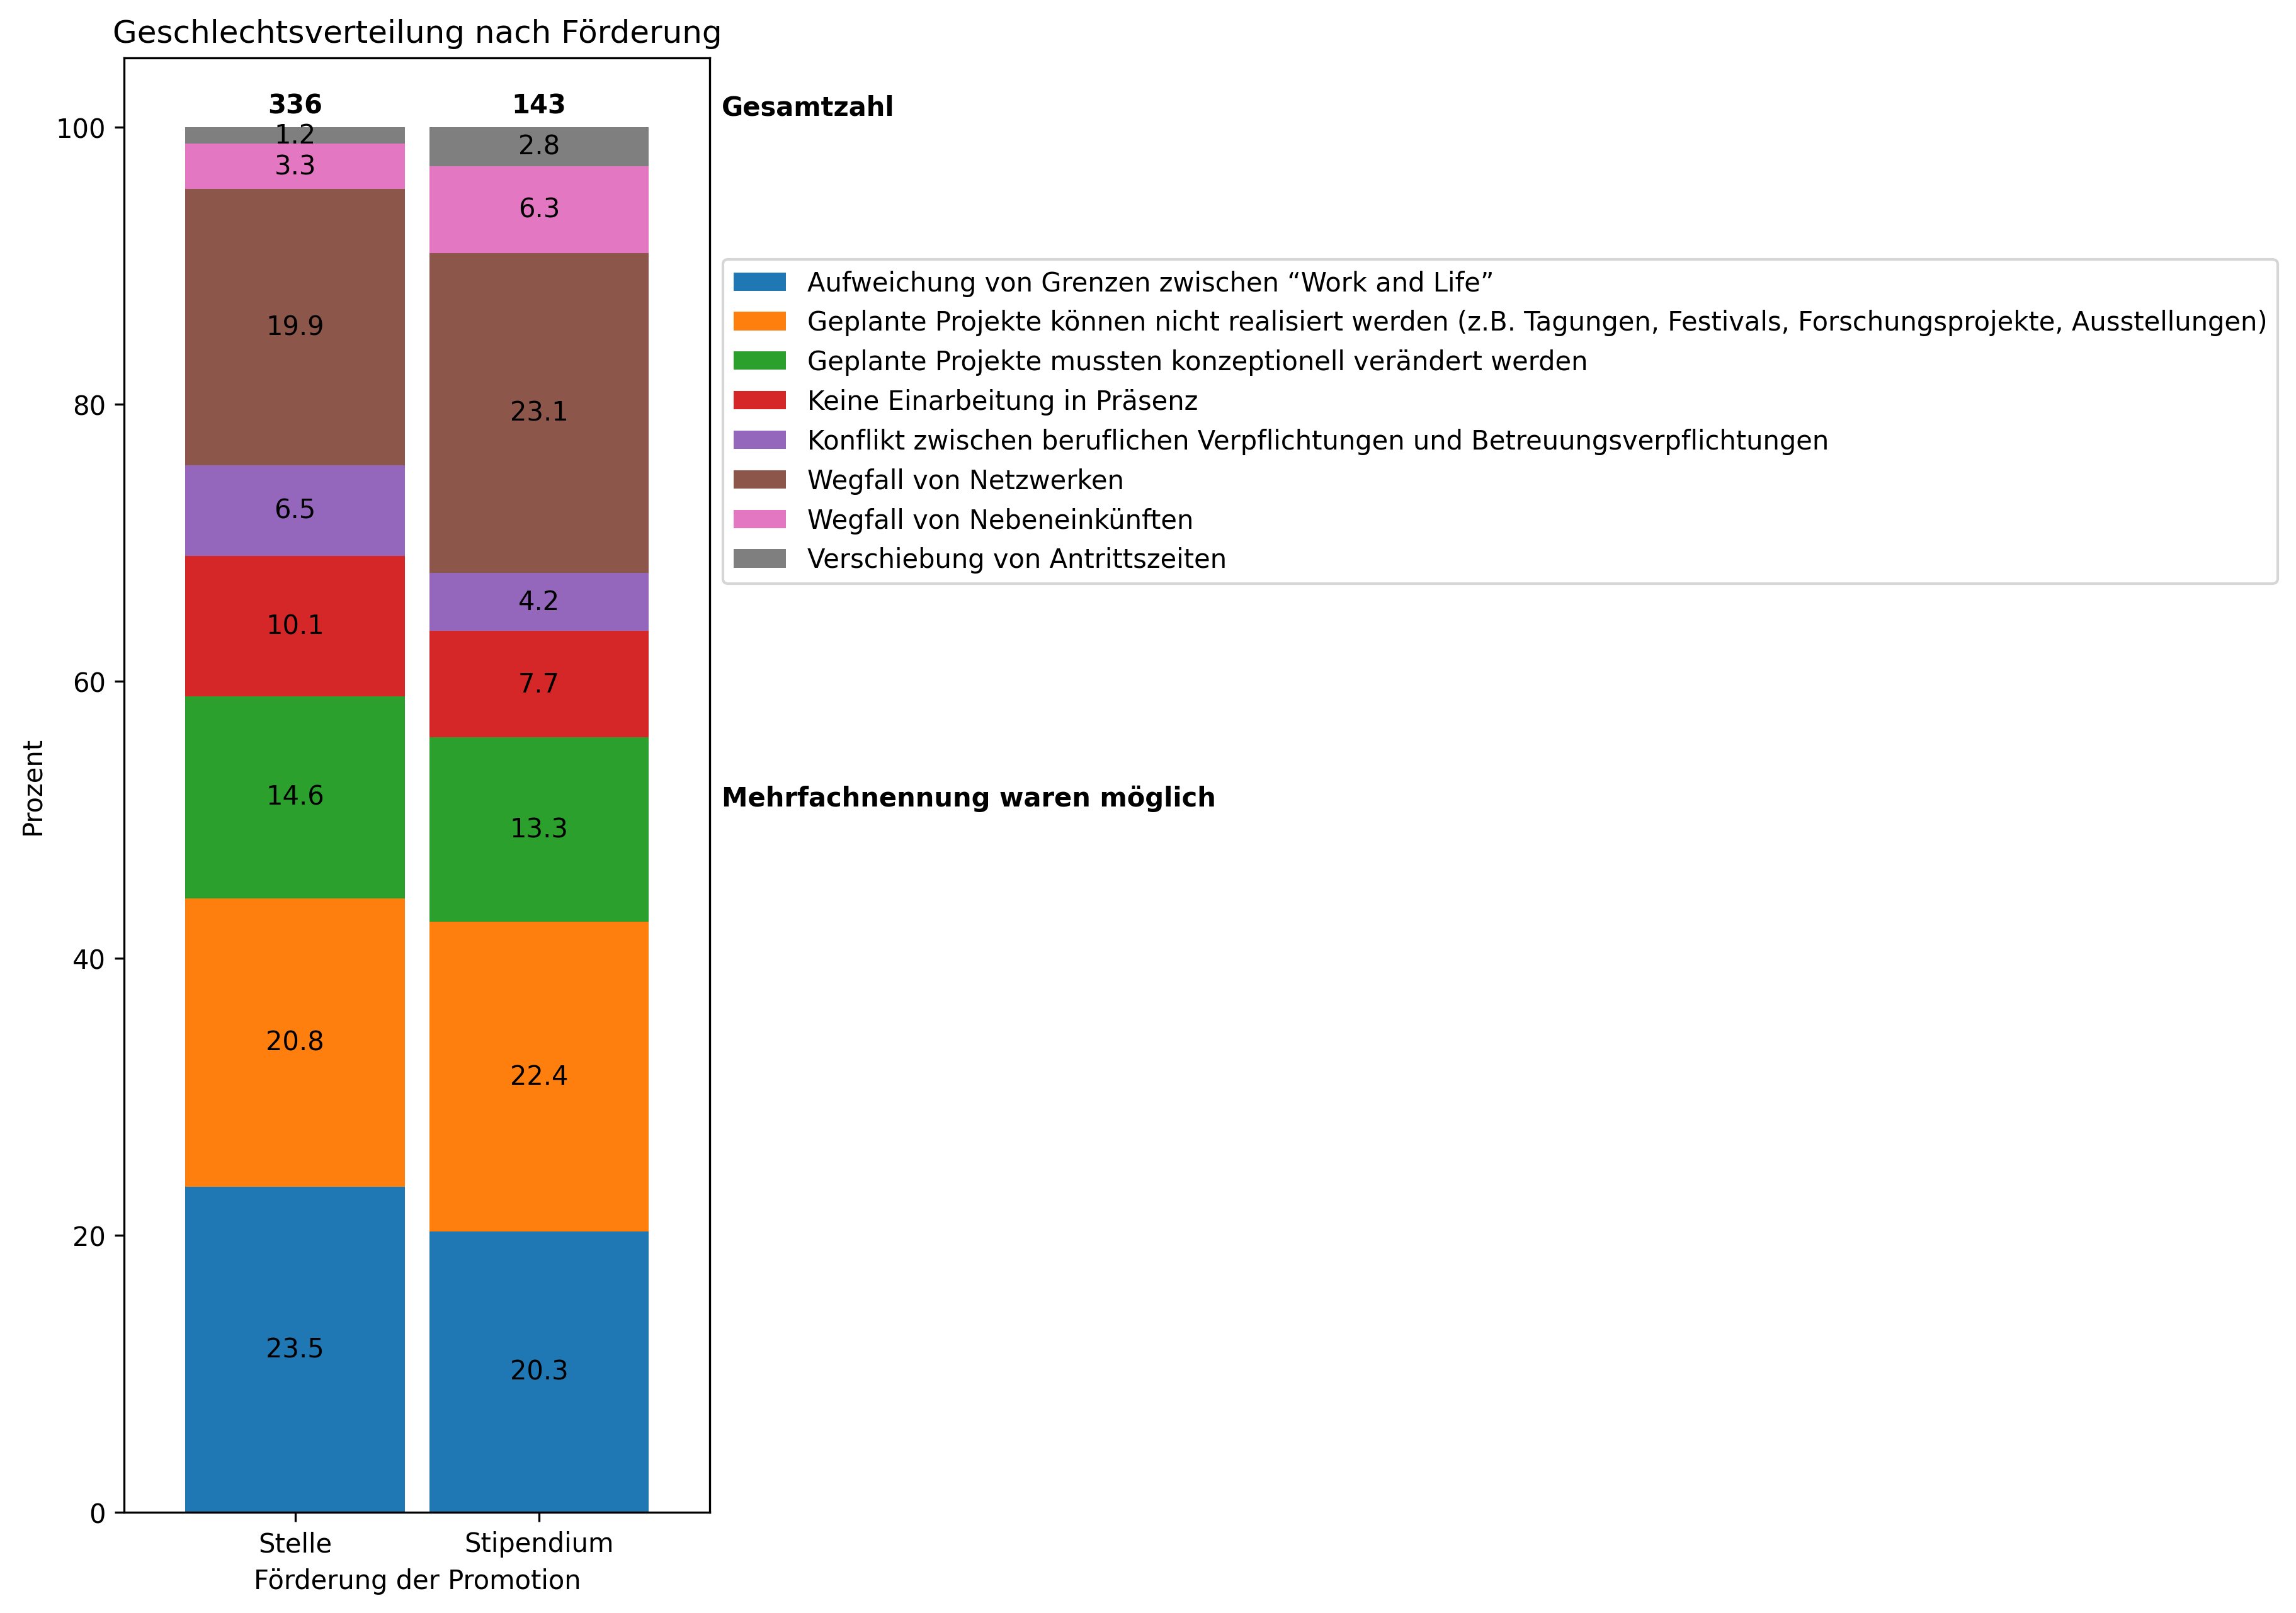 Geschlechtsverteilung nach Förderung
336
143
Gesamtzahl
100
80
60
40
20
0
Prozent
1.2
3.3
19.9
6.5
10.1
14.6
20.8
23.5
2.8
6.3
23.1
4.2
7.7
13.3
22.4
20.3
Stelle
Stipendium
Förderung der Promotion
Aufweichung von Grenzen zwischen “Work and Life”
Geplante Projekte können nicht realisiert werden (z.B. Tagungen, Festivals, Forschungsprojekte, Ausstellungen)
Geplante Projekte mussten konzeptionell verändert werden
Keine Einarbeitung in Präsenz
Konflikt zwischen beruflichen Verpflichtungen und Betreuungsverpflichtungen
Wegfall von Netzwerken
Wegfall von Nebeneinkünften
Verschiebung von Antrittszeiten
Mehrfachnennung waren möglich